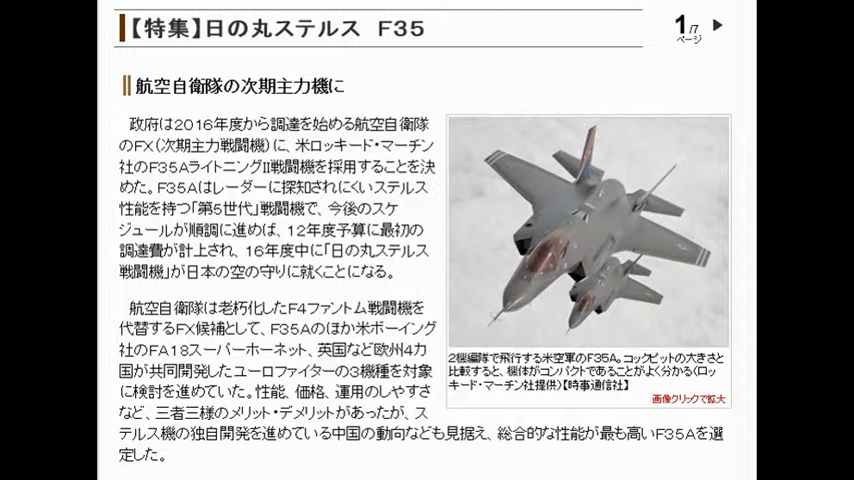 【特集】日の丸ステルス F35
1/7
ページ
航空自衛隊の次期主力機に
政府は2016年度から調達を始める航空自衛隊
のFX(次期主力戦闘機)に、米ロッキード・マーチン
社のF35AライトニングⅡ戦闘機を採用することを決
めた。F35Aはレーダーに探知されにくいステルス
性能を持つ「第5世代」戦闘機で、今後のスケ
ジュールが順調に進めば、12年度予算に最初の
調達費が計上され、16年度中に「日の丸ステルス
戦闘機」が日本の空の守りに就くことになる。
航空自衛隊は老朽化したF4ファントム戦闘機を
代替するFX候補として、F35Aのほか米ボーイング
社のFA18スーパーホーネット、英国など欧州4カ
国が共同開発したユーロファイターの3機種を対象
に検討を進めていた。性能、価格、運用のしやすさ
など、三者三様のメリット・デメリットがあったが、ス
テルス機の独自開発を進めている中国の動向なども見据え、総合的な性能が最も高いF35Aを選
定した。
2機編隊で飛行する米空軍のF35A。コックピットの大きさと
比較すると、機体がコンパクトであることがよく分かる(ロッ
キード・マーチン社提供)【時事通信社】
画像クリックで拡大